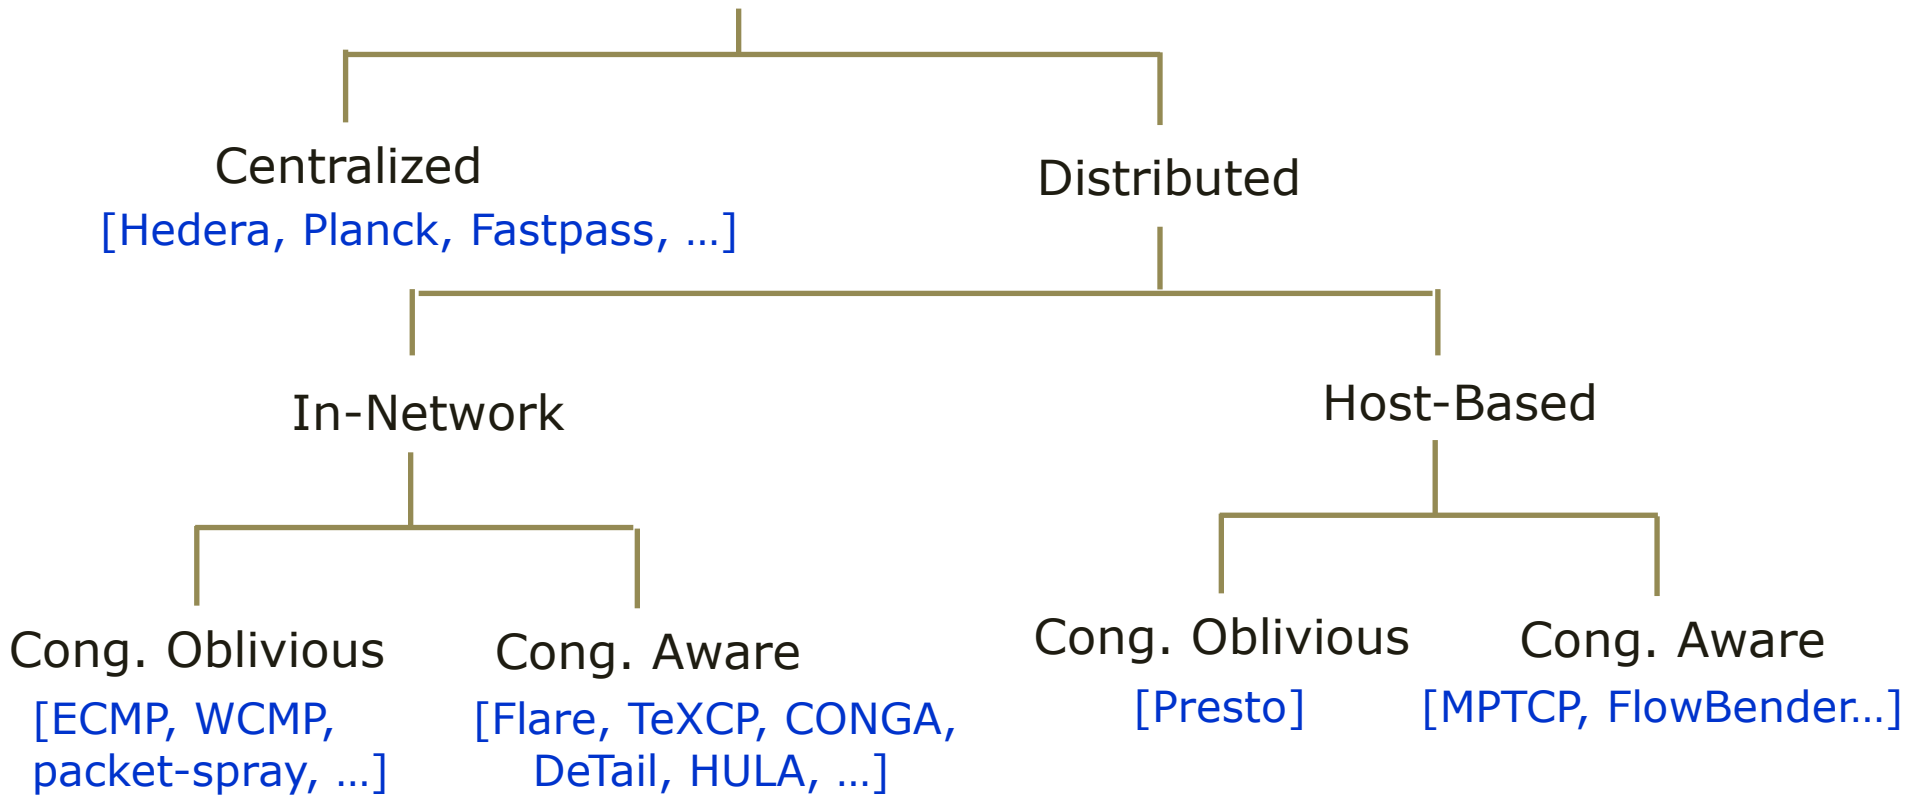 Centralized
[Hedera, Planck, Fastpass, …]
Distributed
In-Network
Host-Based
Cong. Oblivious
[ECMP, WCMP,
packet-spray, …]
Cong. Aware
[Flare, TeXCP, CONGA,
DeTail, HULA, …]
Cong. Oblivious
[Presto]
Cong. Aware
[MPTCP, FlowBender…]